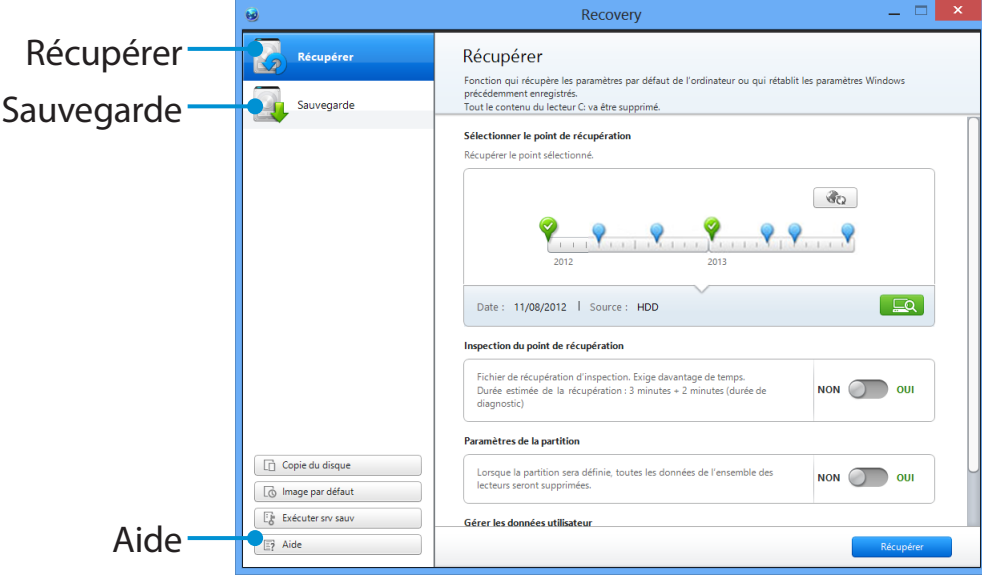 Recovery
Récupérer
Sauvegarde
Aide
Récupérer
Sauvegarde
Copie du disque
Image par défaut
Exécuter srv sauv
Aide
Récupérer
Fonction qui récupère les paramètres par défaut de l'ordinateur ou qui rétablit les paramètres Windows
précédemment enregistrés.
Tout le contenu du lecteur C: va être supprimé.
Sélectionner le point de récupération
Récupérer le point sélectionné.
2012 2013
Date : 11/08/2012 | Source : HDD
Inspection du point de récupération
Fichier de récupération d'inspection. Exige davantage de temps.
Durée estimée de la récupération : 3 minutes + 2 minutes (durée de
diagnostic)
NON OUI
Paramètres de la partition
Lorsque la partition sera définie, toutes les données de l'ensemble des
lecteurs seront supprimées.
NON OUI
Gérer les données utilisateur
Récupérer